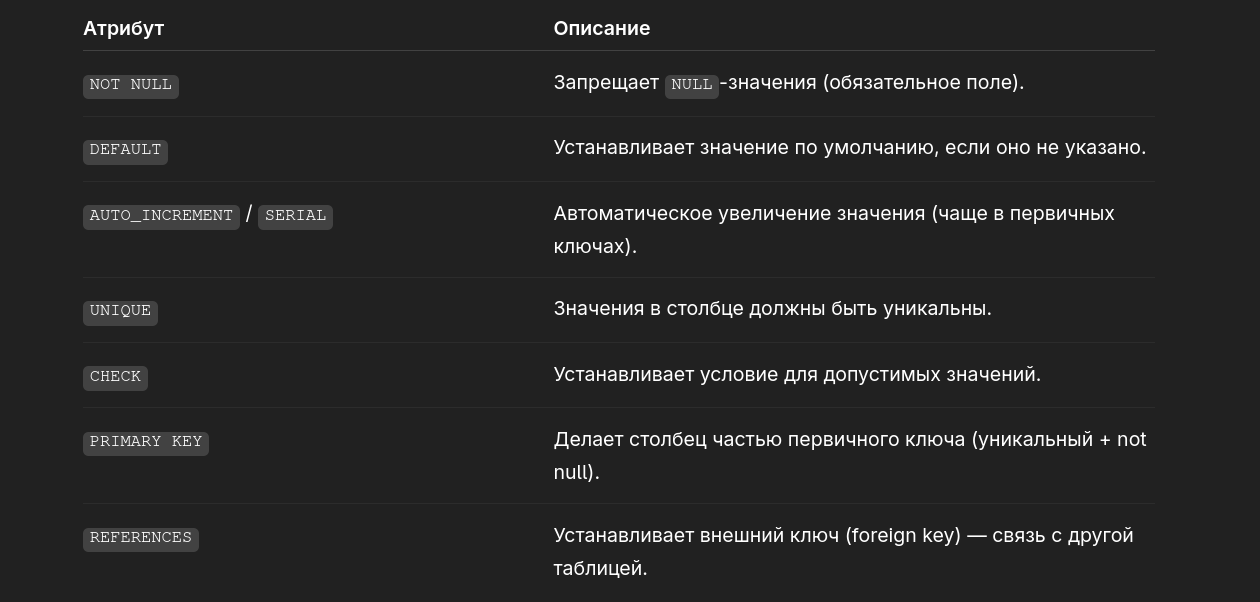 Атрибут Описание
NOT NULL Запрещает NULL-значения (обязательное поле).
DEFAULT Устанавливает значение по умолчанию, если оно не указано.
AUTO_INCREMENT / SERIAL Автоматическое увеличение значения (чаще в первичных
ключах).
UNIQUE Значения в столбце должны быть уникальны.
CHECK Устанавливает условие для допустимых значений.
PRIMARY KEY Делает столбец частью первичного ключа (уникальный + not
null).
REFERENCES Устанавливает внешний ключ (foreign key) — связь с другой
таблицей.